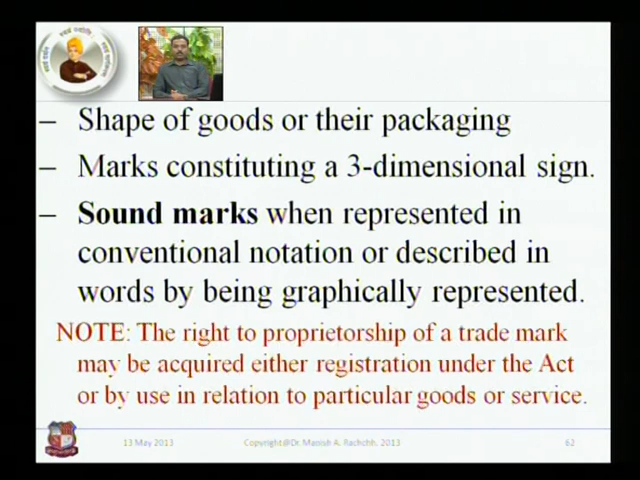 – Shape of goods or their packaging
– Marks constituting a 3-dimensional sign.
– Sound marks when represented in
conventional notation or described in
words by being graphically represented.
NOTE: The right to proprietorship of a trade mark
may be acquired either registration under the Act
or by use in relation to particular goods or service.
13 May 2013 Copyright@Dr. Manish A. Rachchh, 2013 62